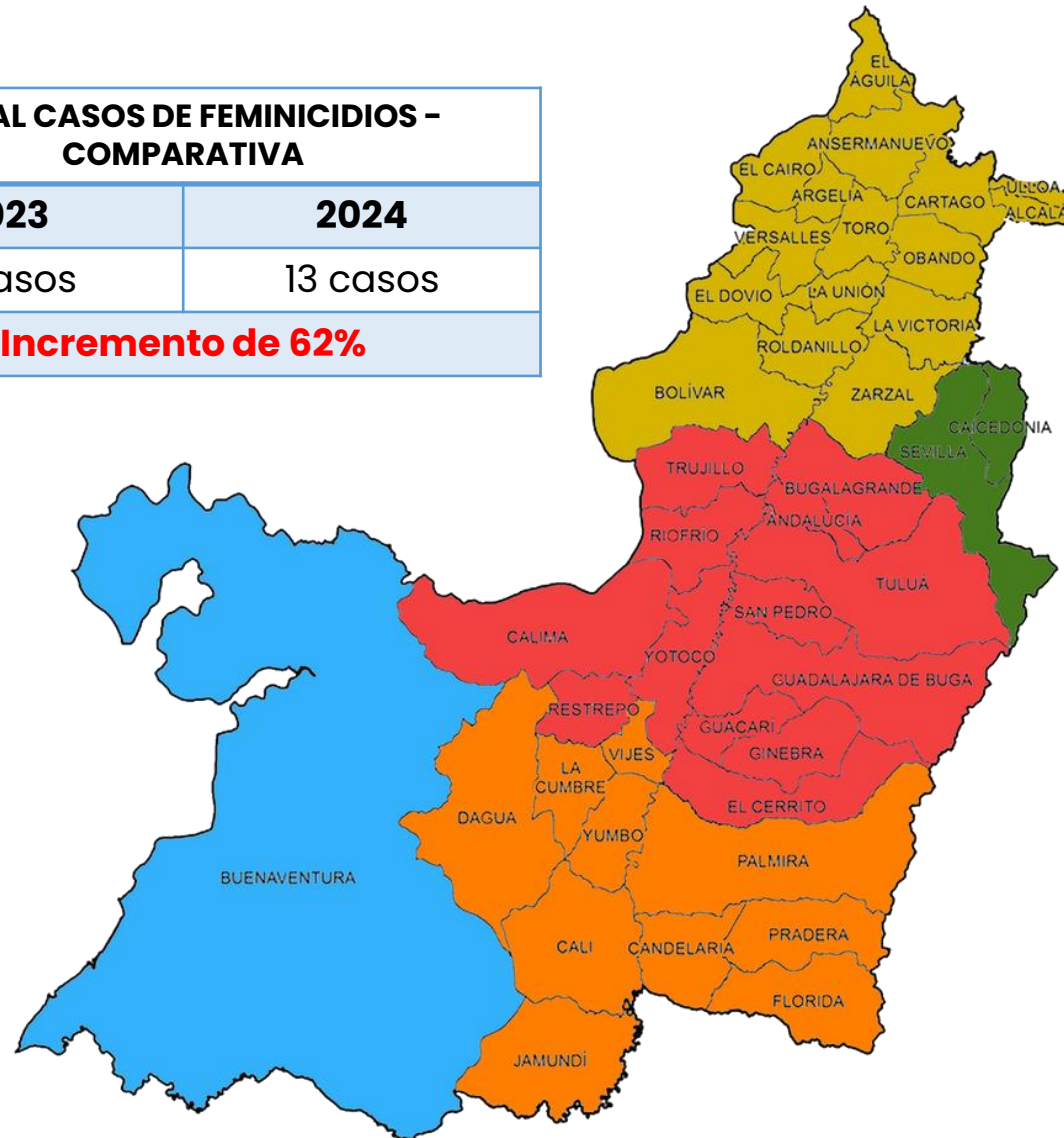 AL CASOS DE FEMINICIDIOS –
COMPARATIVA
023
2024
asos
13 casos
Incremento de 62%
EL
ÁGUILA
ANSERMANUEVO
EL CAIRO
ARGELIA
CARTAGO
ULLOA
ALCALÁ
VERSALLES
TORO
OBANDO
EL DOVIO
LA UNIÓN
LA VICTORIA
ROLDANILLO
BOLÍVAR
ZARZAL
CAICEDONIA
SEVILLA
TRUJILLO
BUGALAGRANDE
ANDALUCÍA
RIOFRÍO
TULUÁ
SAN PEDRO
CALIMA
YOTOCO
GUADALAJARA DE BUGA
RESTREPO
GUACARÍ
GINEBRA
VIJES
LA
CUMBRE
EL CERRITO
DAGUA
YUMBO
PALMIRA
BUENAVENTURA
PRADERA
CALI
CANDELARIA
FLORIDA
JAMUNDÍ